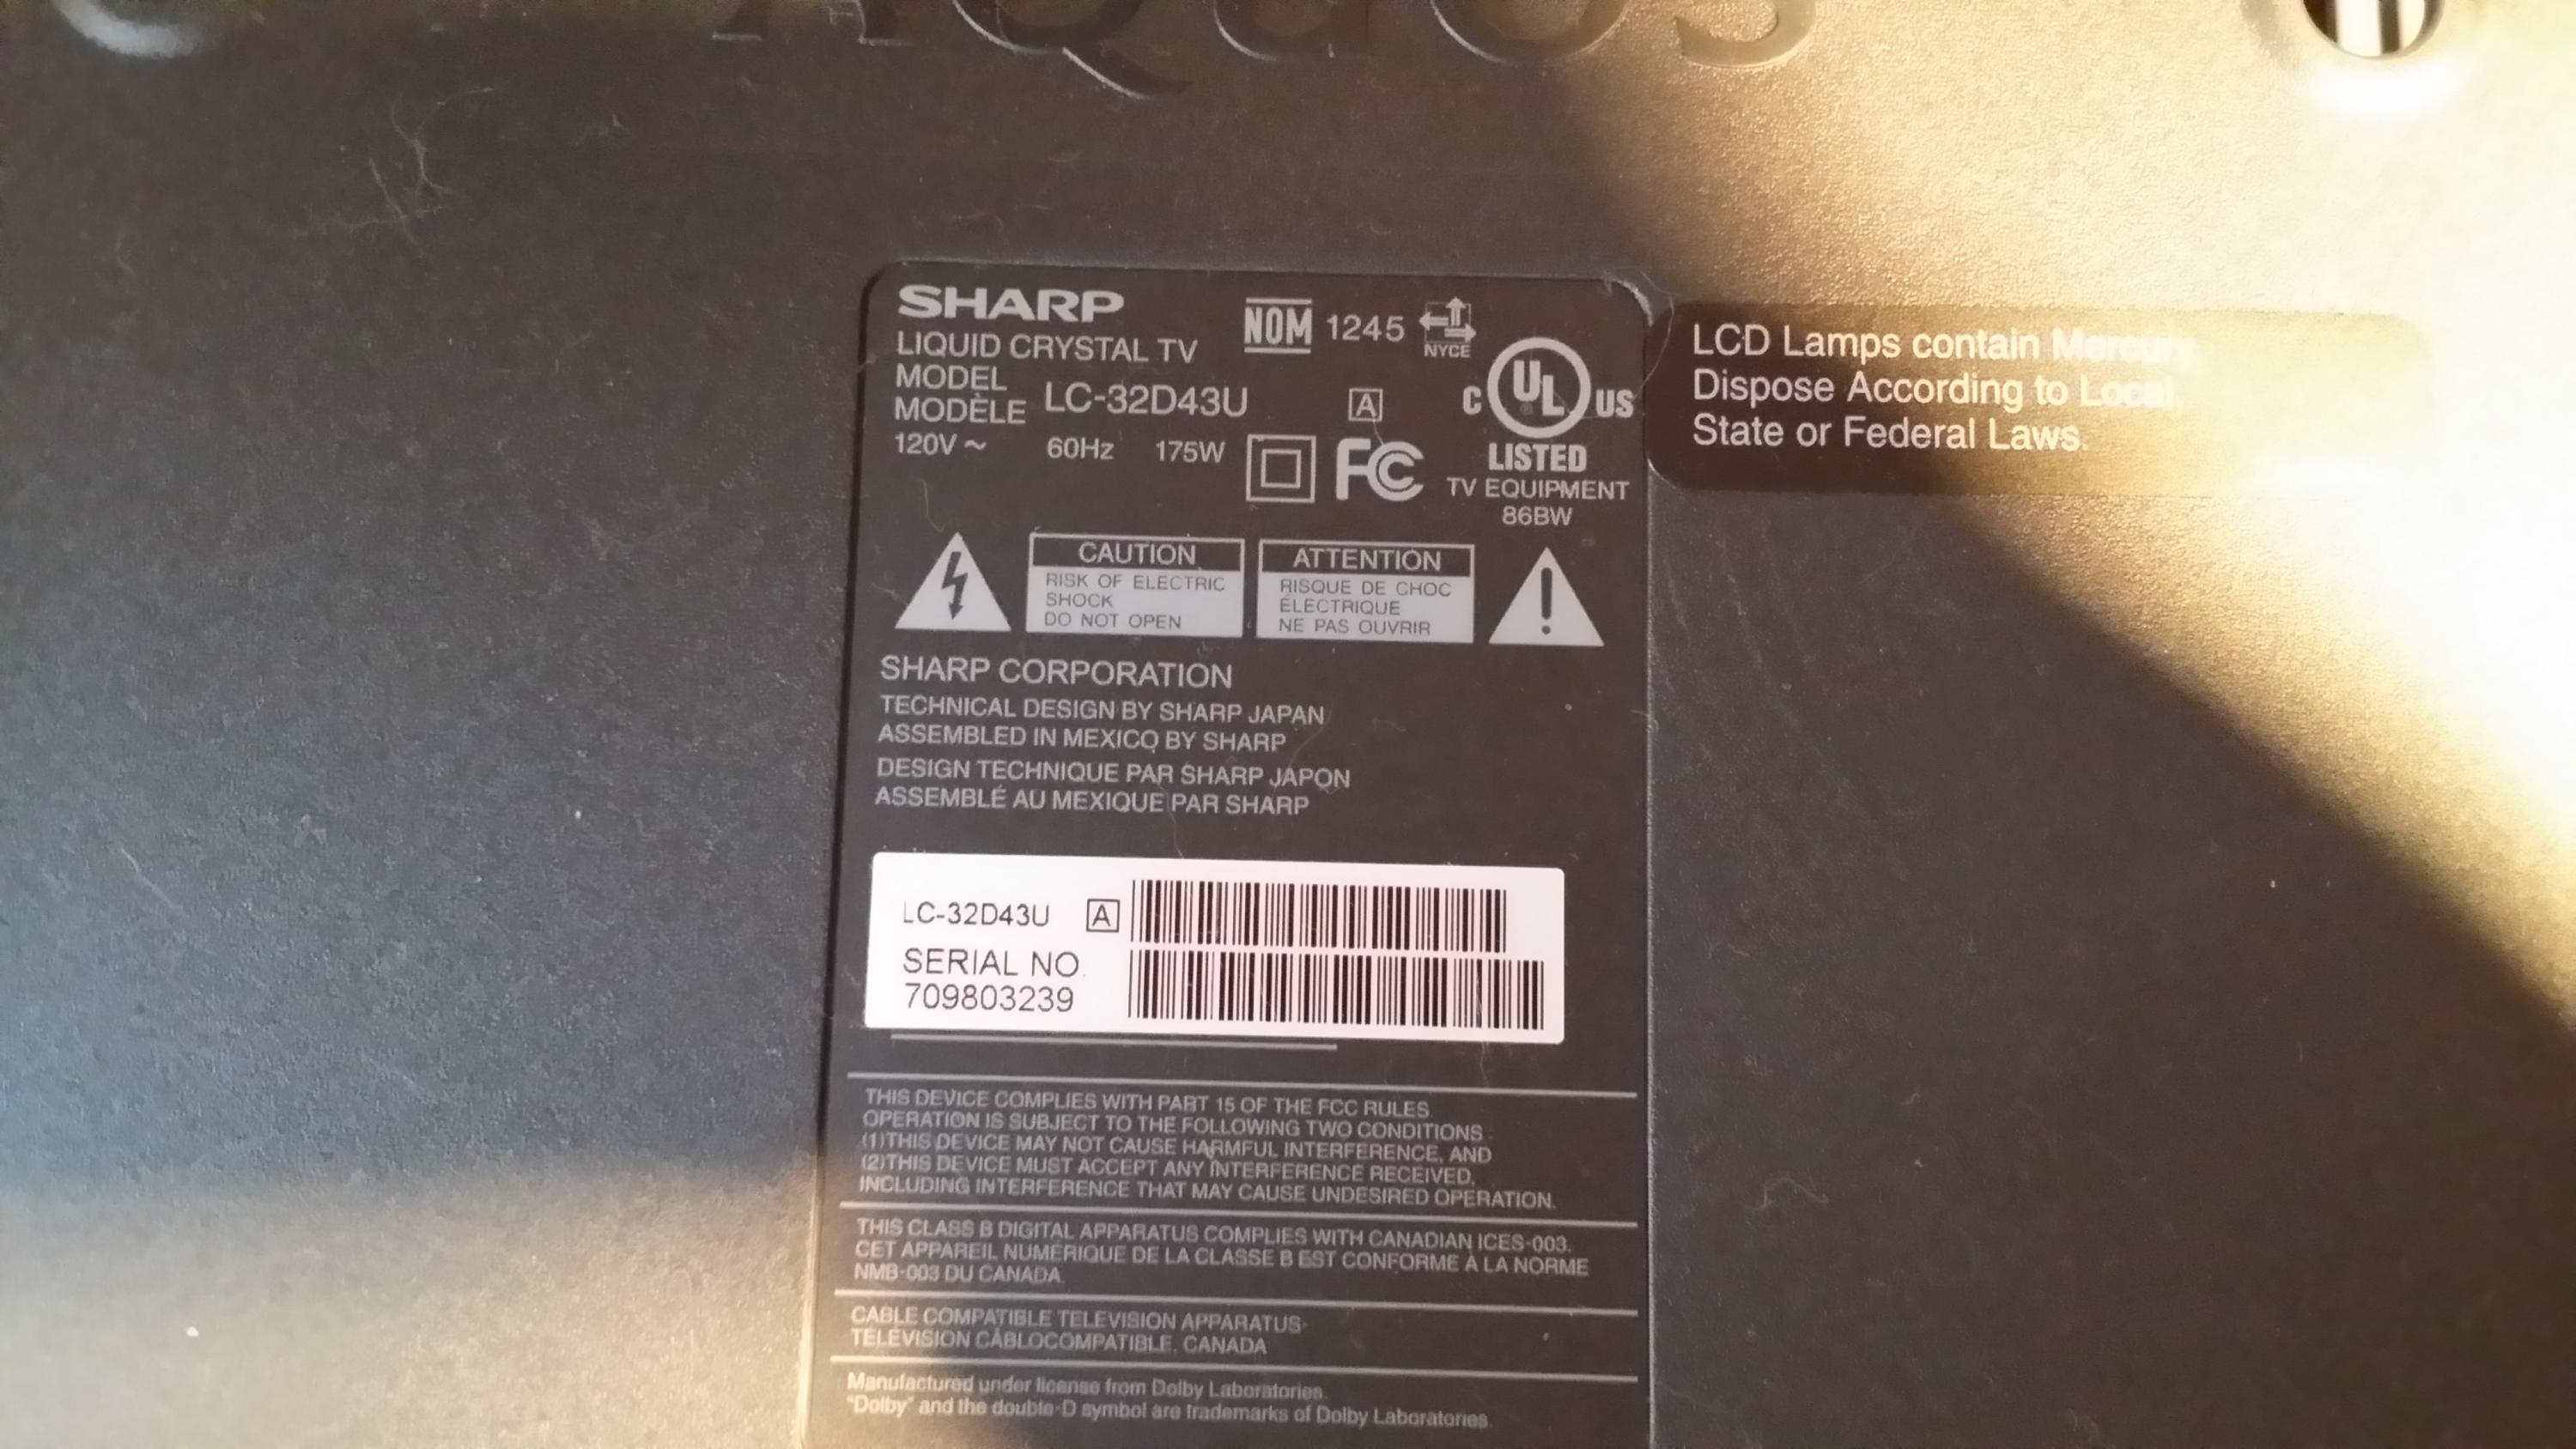 AQUOS
SHARP
LIQUID CRYSTAL TV
NOM 1245
NYCE
MODEL
MODÈLE
LC-32D43U
A
C UL US
120V ~ 60Hz 175W
FC
LISTED
TV EQUIPMENT
86BW
LCD Lamps contain Mercury,
Dispose According to Local,
State or Federal Laws.
CAUTION
RISK OF ELECTRIC
SHOCK
DO NOT OPEN
ATTENTION
RISQUE DE CHOC
ÉLECTRIQUE
NE PAS OUVRIR
SHARP CORPORATION
TECHNICAL DESIGN BY SHARP JAPAN
ASSEMBLED IN MEXICO BY SHARP
DESIGN TECHNIQUE PAR SHARP JAPON
ASSEMBLÉ AU MEXIQUE PAR SHARP
LC-32D43U A
SERIAL NO.
709803239
THIS DEVICE COMPLIES WITH PART 15 OF THE FCC RULES.
OPERATION IS SUBJECT TO THE FOLLOWING TWO CONDITIONS:
(1)THIS DEVICE MAY NOT CAUSE HARMFUL INTERFERENCE, AND
(2)THIS DEVICE MUST ACCEPT ANY INTERFERENCE RECEIVED,
INCLUDING INTERFERENCE THAT MAY CAUSE UNDESIRED OPERATION.
THIS CLASS B DIGITAL APPARATUS COMPLIES WITH CANADIAN ICES-003.
CET APPAREIL NUMÉRIQUE DE LA CLASSE B EST CONFORME À LA NORME
NMB-003 DU CANADA.
CABLE COMPATIBLE TELEVISION APPARATUS-
TÉLÉVISION CÂBLOCOMPATIBLE, CANADA
Manufactured under license from Dolby Laboratories.
"Dolby" and the double-D symbol are trademarks of Dolby Laboratories.